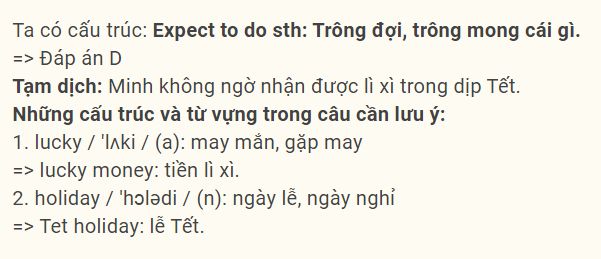 Ta có cấu trúc: Expect to do sth: Trông đợi, trông mong cái gì.
=> Đáp án D
Tạm dịch: Minh không ngờ nhận được lì xì trong dịp Tết.
Những cấu trúc và từ vựng trong câu cần lưu ý:
1. lucky / 'lʌki / (a): may mắn, gặp may
=> lucky money: tiền lì xì.
2. holiday / 'hɔlədi / (n): ngày lễ, ngày nghỉ
=> Tet holiday: lễ Tết.